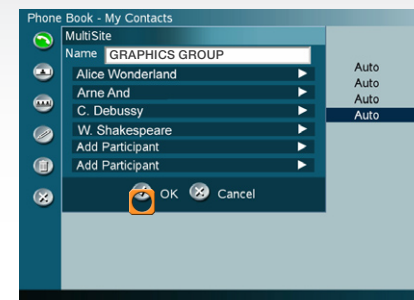 Phone Book - My Contacts
MultiSite
Name GRAPHICS GROUP
Alice Wonderland
Arne And
C. Debussy
W. Shakespeare
Add Participant
Add Participant
OK Cancel
Auto
Auto
Auto
Auto